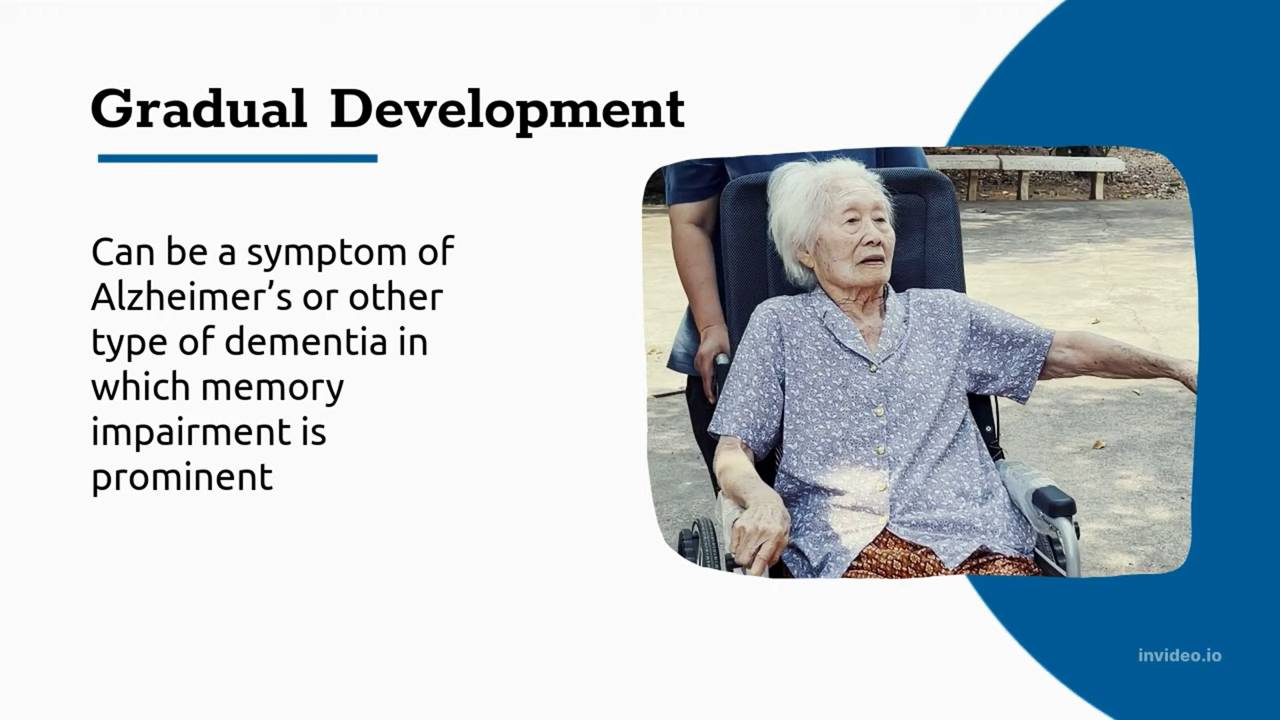 Gradual Development
Can be a symptom of
Alzheimer’s or other
type of dementia in
which memory
impairment is
prominent
invideo.io